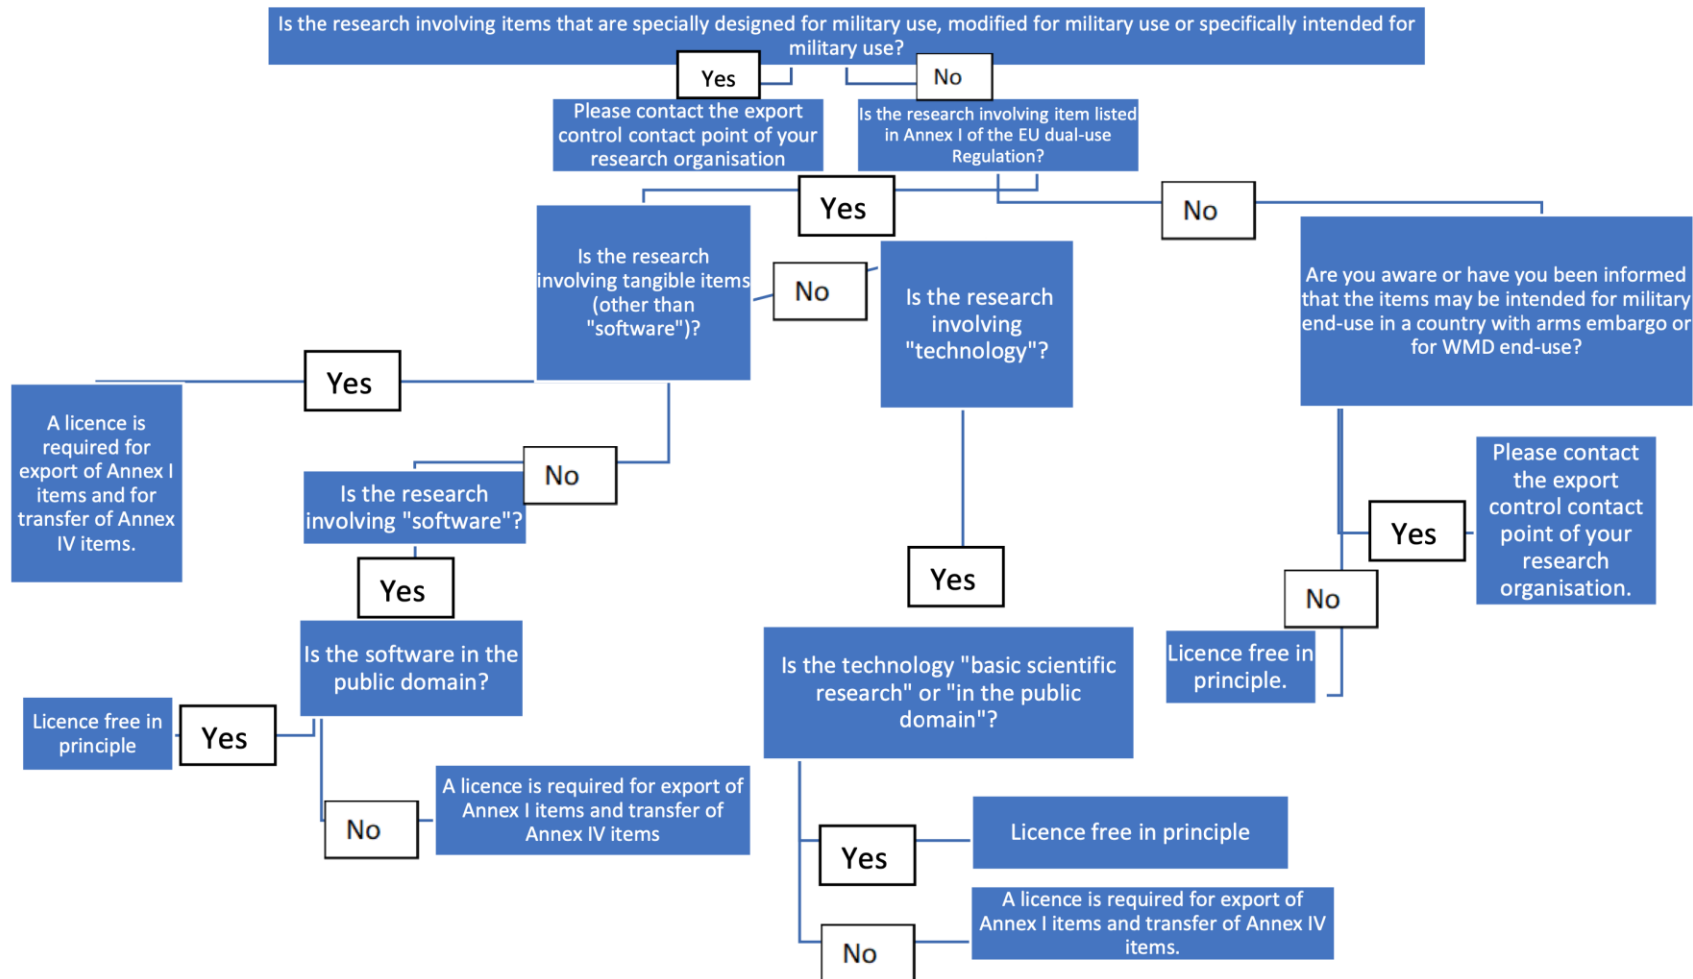 Is the research involving items that are specially designed for military use, modified for military use or specifically intended for
military use?
Yes
No
Please contact the export
control contact point of your
research organisation
Is the research involving item listed
in Annex I of the EU dual-use
Regulation?
Yes
No
Is the research
involving tangible items
(other than
"software")?
No
Is the research
involving
"technology"?
Are you aware or have you been informed
that the items may be intended for military
end-use in a country with arms embargo or
for WMD end-use?
Yes
A licence is
required for
export of Annex I
items and for
transfer of Annex
IV items.
No
Is the research
involving "software"?
Yes
Yes
Yes
Please contact
the export
control contact
point of your
research
organisation.
No
Licence free in
principle.
Is the software in the
public domain?
Is the technology "basic scientific
research" or "in the public
domain"?
Licence free in
principle
Yes
No
A licence is required for export of
Annex I items and transfer of
Annex IV items
Yes
Licence free in principle
No
A licence is required for export of
Annex I items and transfer of Annex IV
items.